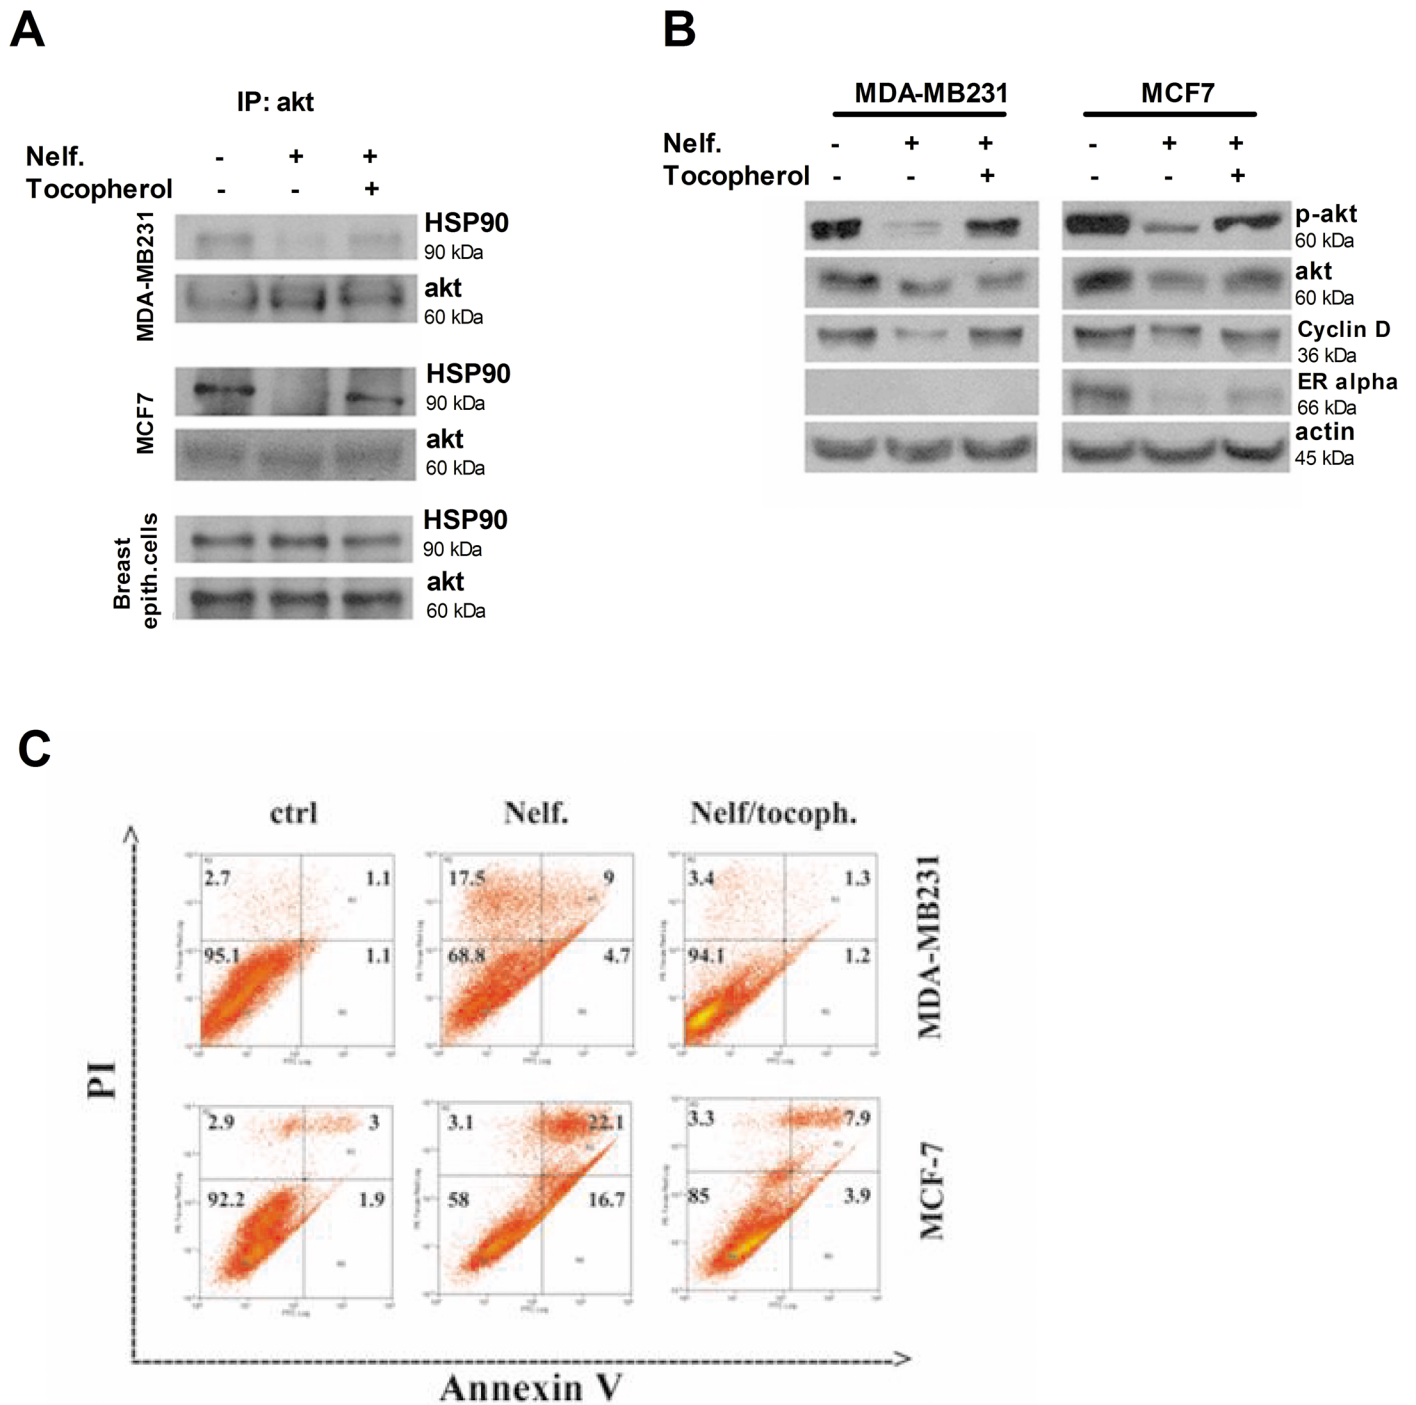 A
IP: akt
Nelf. - + +
Tocopherol - - +
MDA-MB231
HSP90
90 kDa
akt
60 kDa
MCF7
HSP90
90 kDa
akt
60 kDa
Breast
epith.cells
HSP90
90 kDa
akt
60 kDa
B
MDA-MB231 MCF7
Nelf. - + + - + +
Tocopherol - - + - - +
p-akt
60 kDa
akt
60 kDa
Cyclin D
36 kDa
ER alpha
66 kDa
actin
45 kDa
C
ctrl Nelf. Nelf/tocoph.
2.7 1.1 17.5 9 3.4 1.3
95.1 1.1 68.8 4.7 94.1 1.2
MDA-MB231
2.9 3 3.1 22.1 3.3 7.9
92.2 1.9 58 16.7 85 3.9
MCF-7
PI
Annexin V